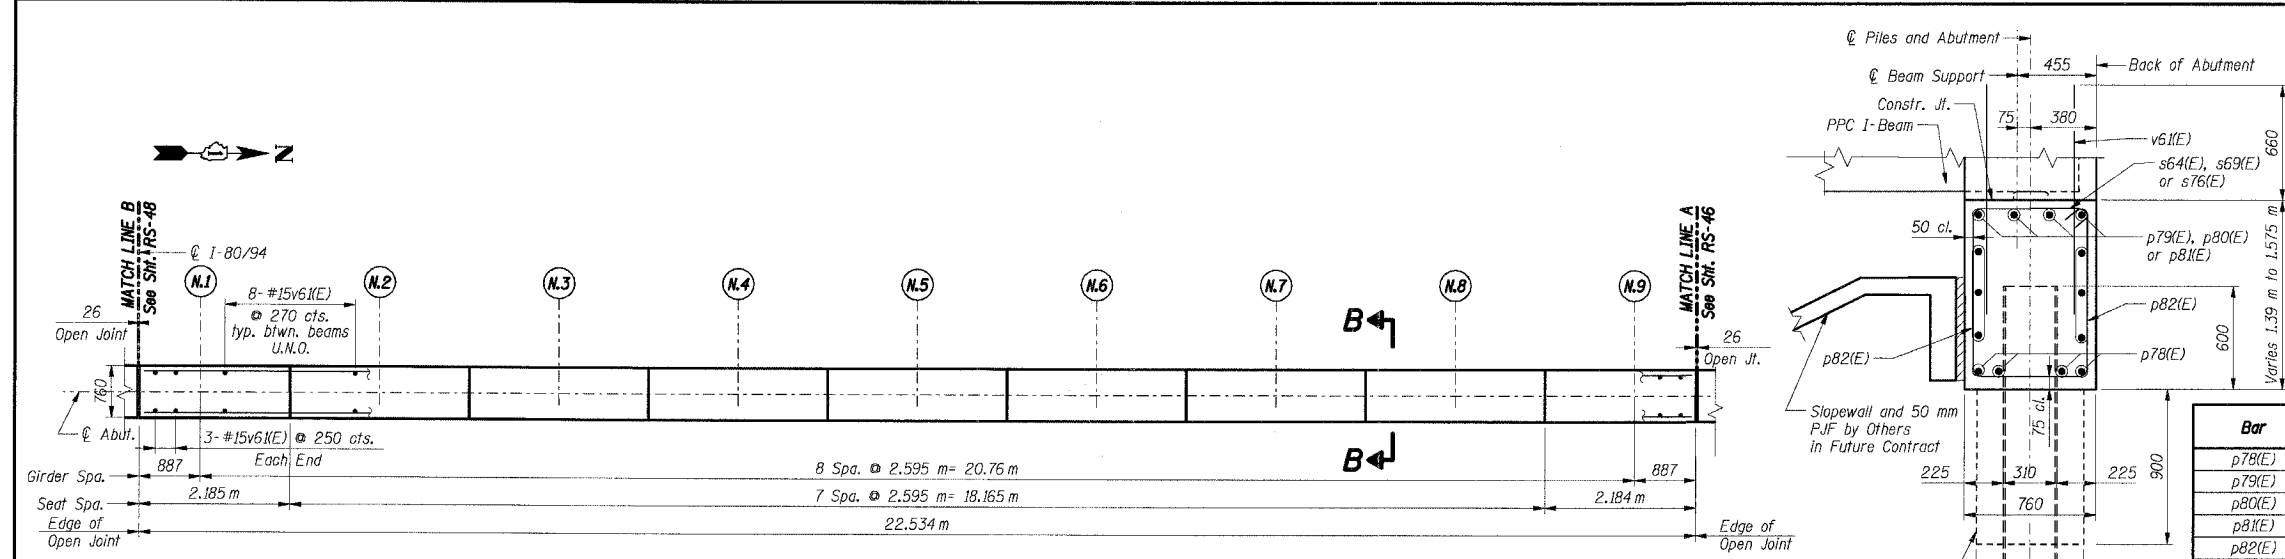 N
MATCH LINE B
See Sht. RS-48
℄ I-80/94
N.1
N.2
N.3
N.4
N.5
N.6
N.7
N.8
N.9
MATCH LINE A
See Sht. RS-46
8- #15v61(E)
@ 270 cts.
typ. btwn. beams
U.N.O.
26
Open Joint
26
Open Jt.
B
B
760
℄ Abut.
3- #15v61(E) @ 250 cts.
Each End
Girder Spa.
887
8 Spa. @ 2.595 m= 20.76 m
887
Seat Spa.
2.185 m
7 Spa. @ 2.595 m= 18.165 m
2.184 m
Edge of
Open Joint
22.534 m
Edge of
Open Joint
℄ Piles and Abutment
455
Back of Abutment
℄ Beam Support
Constr. Jt.
75
380
PPC I-Beam
v61(E)
660
s64(E), s69(E)
or s76(E)
50 cl.
p79(E), p80(E)
or p81(E)
p82(E)
p82(E)
p78(E)
600
Varies 1.39 m to 1.575 m
75 cl.
Slopewall and 50 mm
PJF by Others
in Future Contract
225
310
225
900
760
Bar
p78(E)
p79(E)
p80(E)
p81(E)
p82(E)